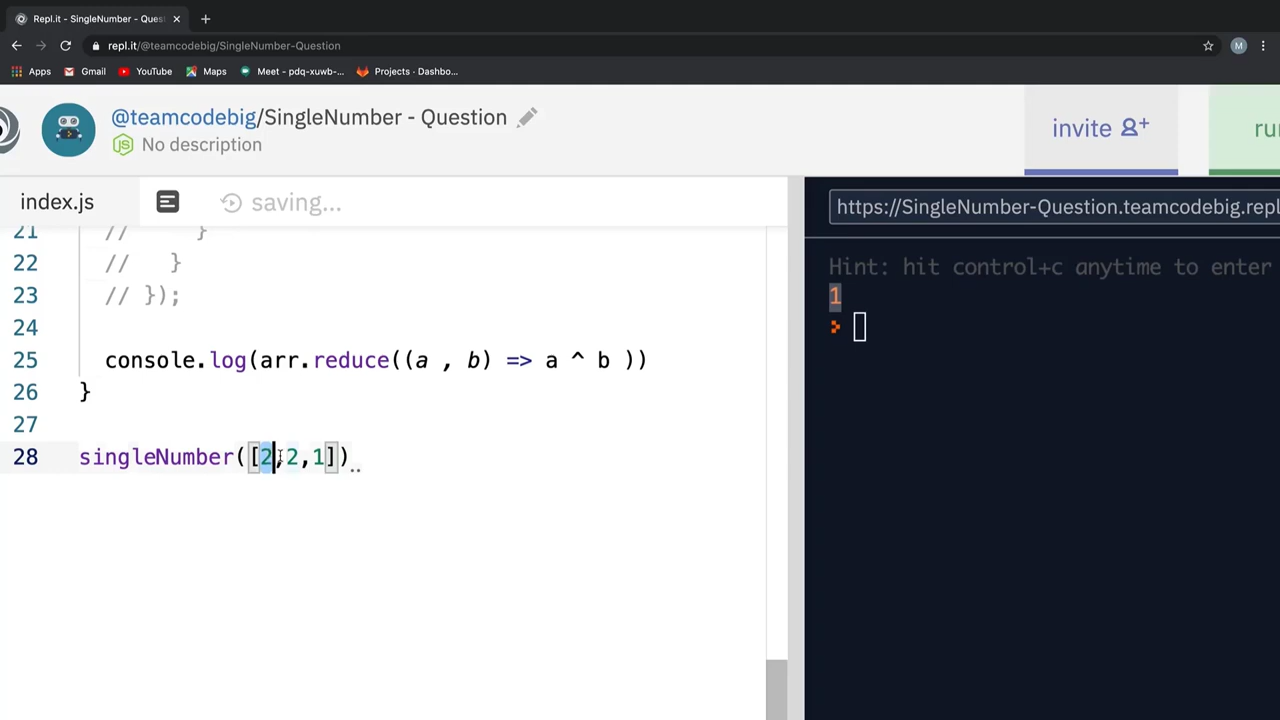 Repl.it - SingleNumber - Ques
repl.it/@teamcodebig/SingleNumber-Question
M
Apps
Gmail
YouTube
Maps
Meet - pdq-xuwb-...
Projects · Dashbo...
@teamcodebig/SingleNumber - Question
No description
invite
ru
index.js
saving...
https://SingleNumber-Question.teamcodebig.repl
21 // }
22 // }
23 // });
24
25 console.log(arr.reduce((a , b) => a ^ b ))
26 }
27
28 singleNumber([2,2,1])
Hint: hit control+c anytime to enter
1